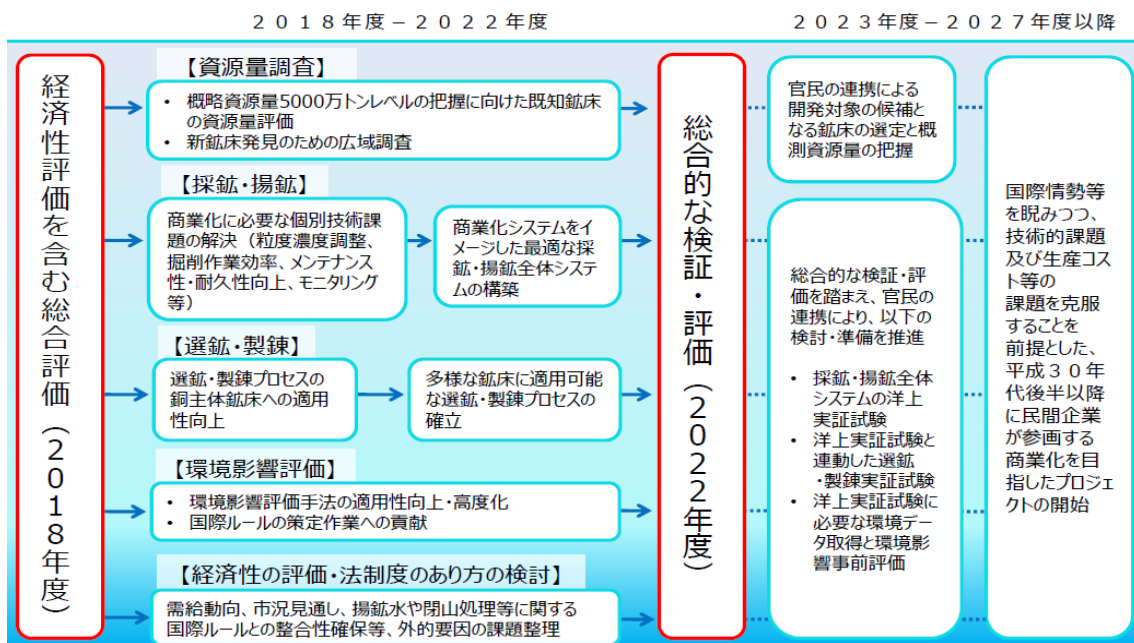 ２０１８年度－２０２２年度
２０２３年度－２０２７年度以降
経済性評価を含む総合評価（２０１８年度）
【資源量調査】
• 概略資源量5000万トンレベルの把握に向けた既知鉱床
の資源量評価
• 新鉱床発見のための広域調査
【採鉱・揚鉱】
商業化に必要な個別技術課
題の解決（粒度濃度調整、
掘削作業効率、メンテナンス
性・耐久性向上、モニタリング
等）
商業化システムをイ
メージした最適な採
鉱・揚鉱全体システ
ムの構築
【選鉱・製錬】
選鉱・製錬プロセスの
銅主体鉱床への適用
性向上
多様な鉱床に適用可能
な選鉱・製錬プロセスの
確立
【環境影響評価】
• 環境影響評価手法の適用性向上・高度化
• 国際ルールの策定作業への貢献
【経済性の評価・法制度のあり方の検討】
需給動向、市況見通し、揚鉱水や閉山処理等に関する
国際ルールとの整合性確保等、外的要因の課題整理
総合的な検証・評価（２０２２年度）
官民の連携による
開発対象の候補と
なる鉱床の選定と概
測資源量の把握
総合的な検証・評
価を踏まえ、官民の
連携により、以下の
検討・準備を推進
• 採鉱・揚鉱全体
システムの洋上
実証試験
• 洋上実証試験と
連動した選鉱
・製錬実証試験
• 洋上実証試験に
必要な環境デー
タ取得と環境影
響事前評価
国際情勢等
を睨みつつ、
技術的課題
及び生産コス
ト等の
課題を克服
することを
前提とした、
平成３０年
代後半以降
に民間企業
が参画する
商業化を目
指したプロジェ
クトの開始